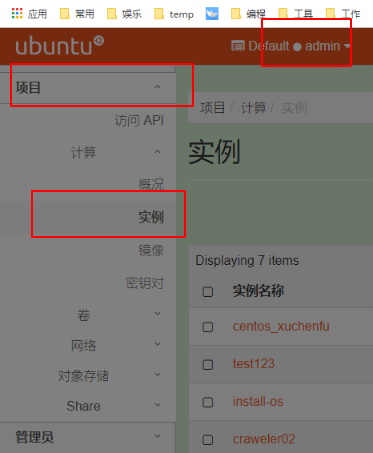 应用 常用 娱乐 temp 编程 工具 工作
ubuntu Default admin
项目
访问 API
计算
概况
实例
镜像
密钥对
卷
网络
对象存储
Share
管理员
项目 / 计算 / 实例
实例
Displaying 7 items
实例名称
centos_xuchenfu
test123
install-os
craweler02